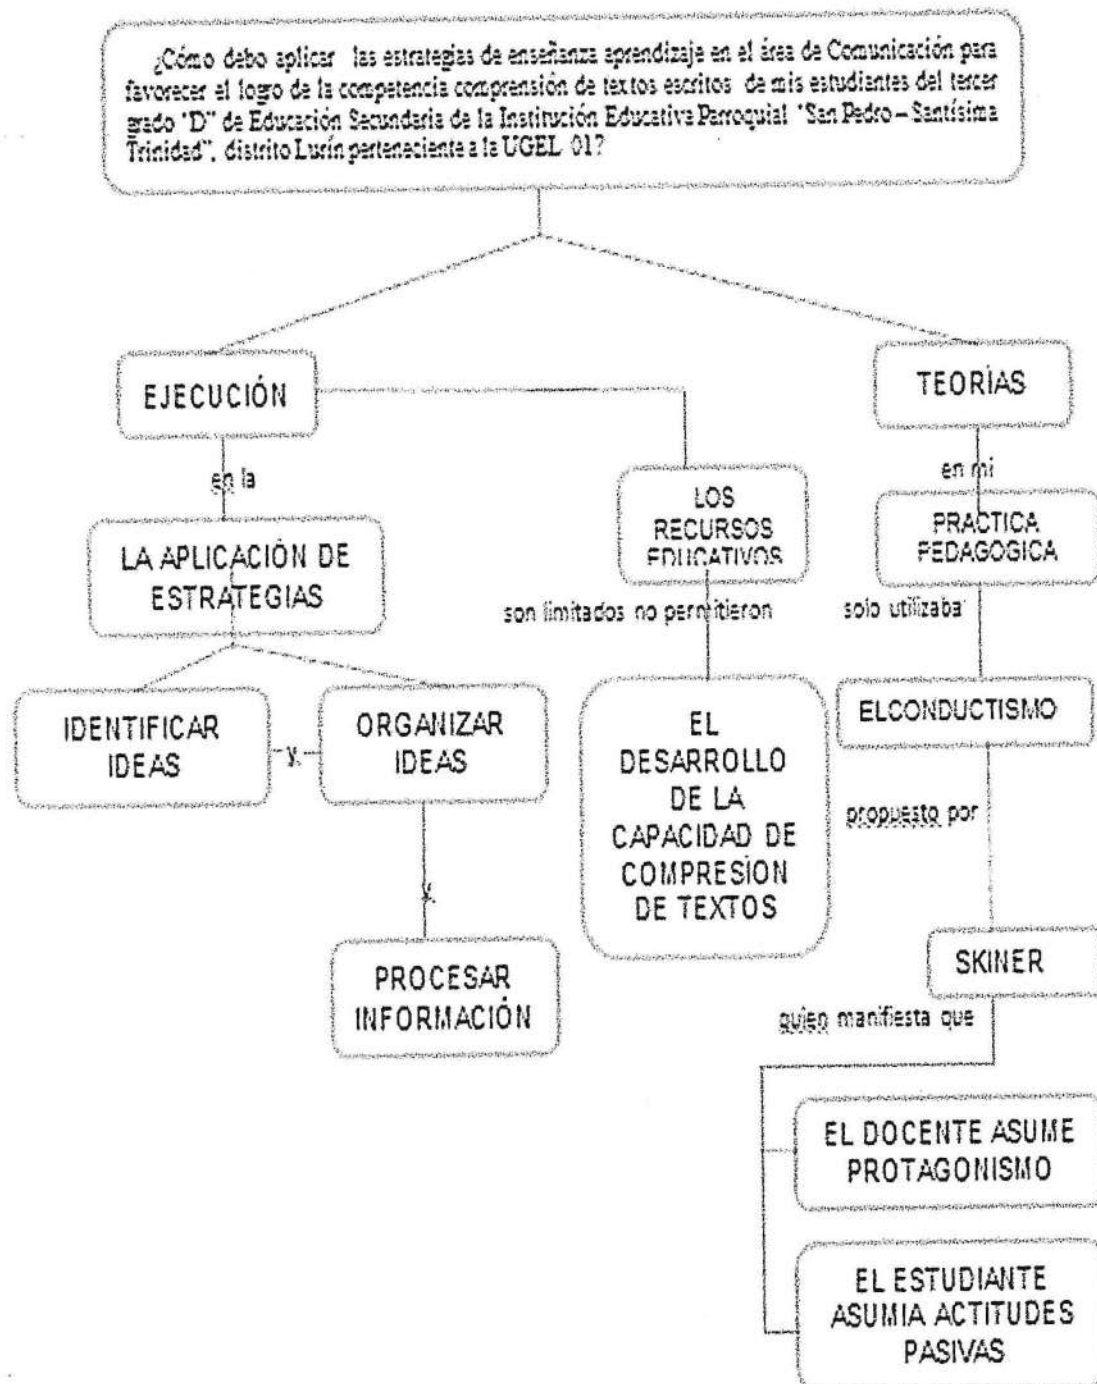 ¿Cómo debo aplicar las estrategias de enseñanza aprendizaje en el área de Comunicación para
favorecer el logro de la competencia comprensión de textos escritos de mis estudiantes del tercer
grado "D" de Educación Secundaria de la Institución Educativa Parroquial "San Pedro – Santísima
Trinidad", distrito Lurín perteneciente a la UGEL 01?
EJECUCIÓN
en la
LA APLICACIÓN DE
ESTRATEGIAS
IDENTIFICAR
IDEAS
y
ORGANIZAR
IDEAS
y
PROCESAR
INFORMACIÓN
LOS
RECURSOS
EDUCATIVOS
son limitados no permitieron
EL
DESARROLLO
DE LA
CAPACIDAD DE
COMPRESIÓN
DE TEXTOS
TEORÍAS
en mi
PRACTICA
PEDAGOGICA
solo utilizaba
ELCONDUCTISMO
propuesto por
SKINER
quien manifiesta que
EL DOCENTE ASUME
PROTAGONISMO
EL ESTUDIANTE
ASUMIA ACTITUDES
PASIVAS